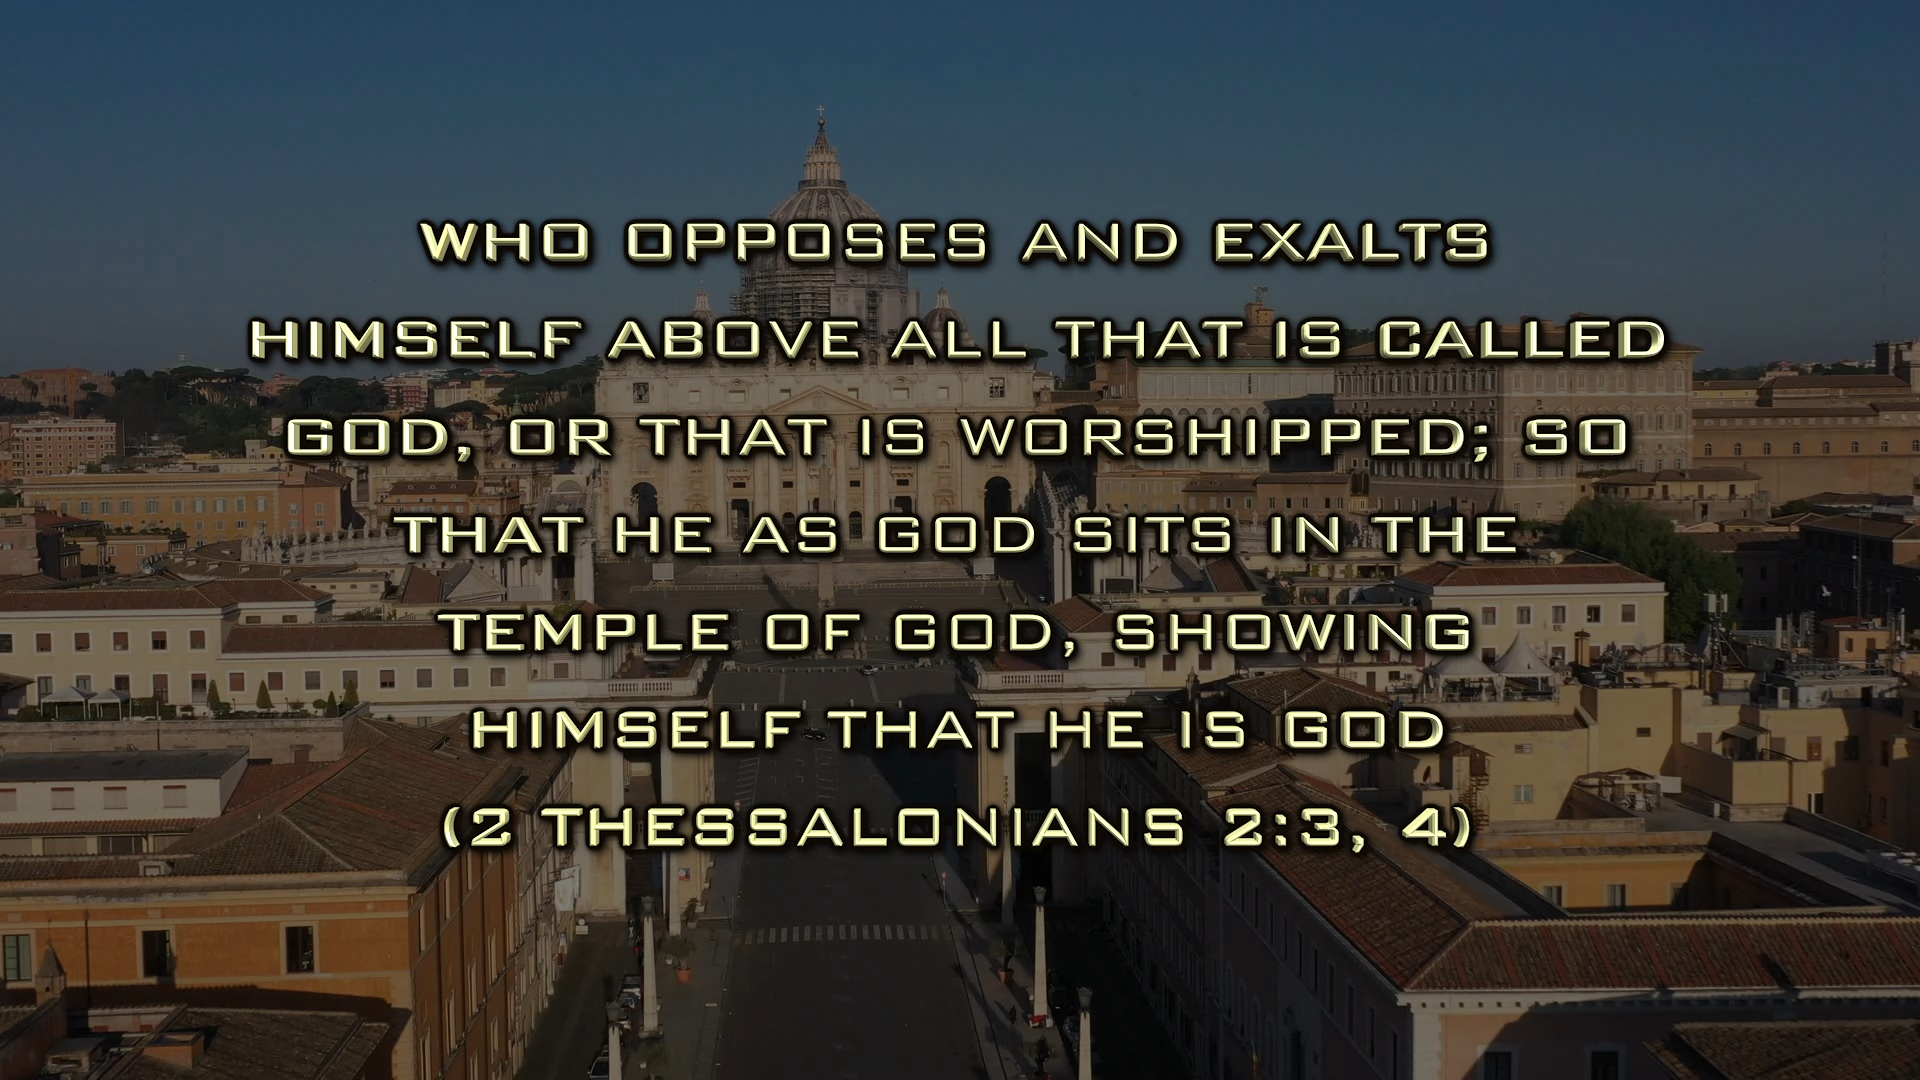 WHO OPPOSES AND EXALTS
HIMSELF ABOVE ALL THAT IS CALLED
GOD, OR THAT IS WORSHIPPED; SO
THAT HE AS GOD SITS IN THE
TEMPLE OF GOD, SHOWING
HIMSELF THAT HE IS GOD
(2 THESSALONIANS 2:3, 4)